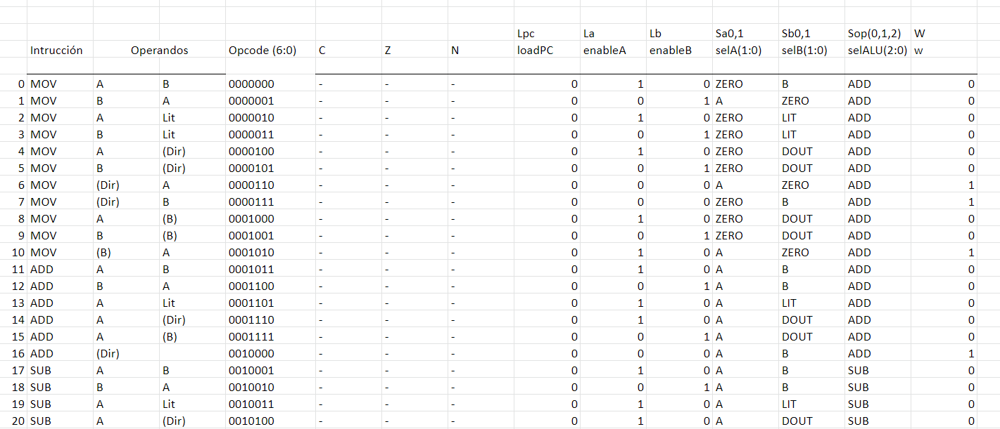 Lpc La Lb Sa0,1 Sb0,1 Sop(0,1,2) W
Intrucción Operandos Opcode (6:0) C Z N loadPC enableA enableB selA(1:0) selB(1:0) selALU(2:0) w
0 MOV A B 0000000 - - - 0 1 0 ZERO B ADD 0
1 MOV B A 0000001 - - - 0 0 1 A ZERO ADD 0
2 MOV A Lit 0000010 - - - 0 1 0 ZERO LIT ADD 0
3 MOV B Lit 0000011 - - - 0 0 1 ZERO LIT ADD 0
4 MOV A (Dir) 0000100 - - - 0 1 0 ZERO DOUT ADD 0
5 MOV B (Dir) 0000101 - - - 0 0 1 ZERO DOUT ADD 0
6 MOV (Dir) A 0000110 - - - 0 0 0 A ZERO ADD 1
7 MOV (Dir) B 0000111 - - - 0 0 0 ZERO B ADD 1
8 MOV A (B) 0001000 - - - 0 1 0 ZERO DOUT ADD 0
9 MOV B (B) 0001001 - - - 0 0 1 ZERO DOUT ADD 0
10 MOV (B) A 0001010 - - - 0 1 0 A ZERO ADD 1
11 ADD A B 0001011 - - - 0 1 0 A B ADD 0
12 ADD B A 0001100 - - - 0 0 1 A B ADD 0
13 ADD A Lit 0001101 - - - 0 1 0 A LIT ADD 0
14 ADD A (Dir) 0001110 - - - 0 1 0 A DOUT ADD 0
15 ADD A (B) 0001111 - - - 0 0 1 A DOUT ADD 0
16 ADD (Dir) 0010000 - - - 0 0 0 A B ADD 1
17 SUB A B 0010001 - - - 0 1 0 A B SUB 0
18 SUB B A 0010010 - - - 0 0 1 A B SUB 0
19 SUB A Lit 0010011 - - - 0 1 0 A LIT SUB 0
20 SUB A (Dir) 0010100 - - - 0 1 0 A DOUT SUB 0